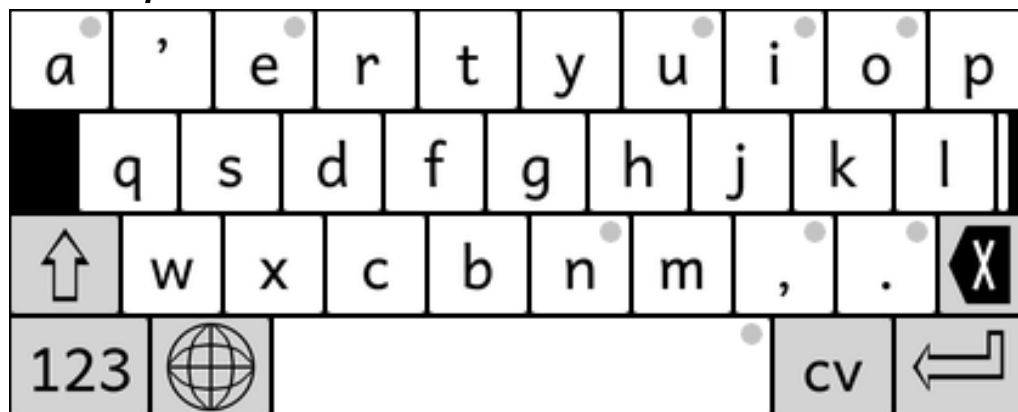 a ’ e r t y u i o p
q s d f g h j k l
w x c b n m , .
123 cv